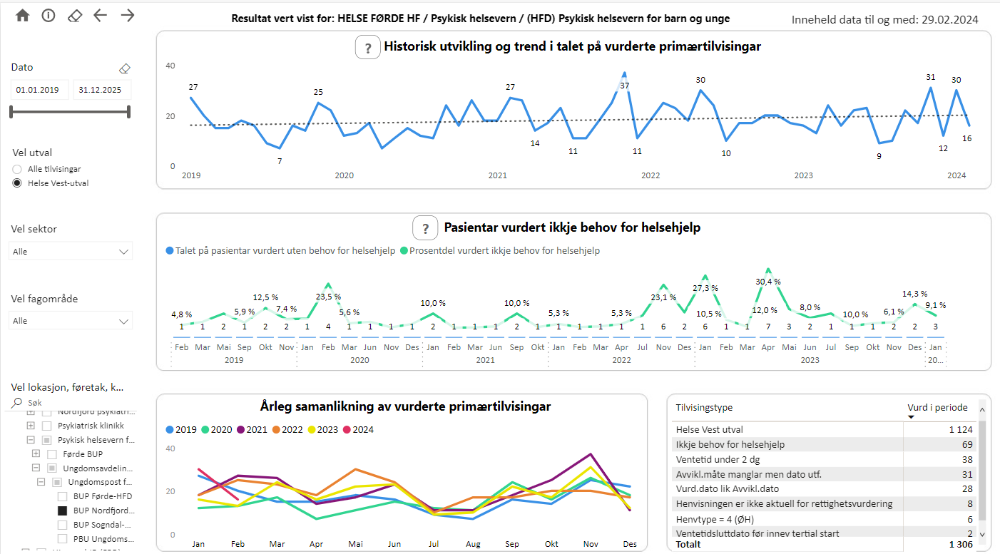 Resultat vert vist for: HELSE FØRDE HF / Psykisk helsevern / (HFD) Psykisk helsevern for barn og unge
Inneheld data til og med: 29.02.2024
Dato
01.01.2019 31.12.2025
Vel utval
Alle tilvisingar
Helse Vest-utval
Vel sektor
Alle
Vel fagområde
Alle
Vel lokasjon, føretak, k...
Søk
Nordfjord psykiatri...
Psykiatrisk klinikk
Psykisk helsevern f...
Førde BUP
Ungdomsavdelin...
Ungdomspost f...
BUP Førde-HFD
BUP Nordfjord...
BUP Sogndal-...
PBU Ungdoms...
? Historisk utvikling og trend i talet på vurderte primærtilvisingar
40
20
0
27 7 25 27 14 11 37 11 30 10 9 31 12 30 16
2019 2020 2021 2022 2023 2024
? Pasientar vurdert ikkje behov for helsehjelp
Talet på pasientar vurdert uten behov for helsehjelp Prosentdel vurdert ikkje behov for helsehjelp
4,8 % 5,9 % 12,5 % 7,4 % 23,5 % 5,6 % 10,0 % 10,0 % 5,3 % 5,3 % 23,1 % 27,3 % 10,5 % 30,4 % 12,0 % 8,0 % 10,0 % 6,1 % 14,3 % 9,1 %
1 1 2 1 2 2 1 4 1 1 1 1 2 1 1 1 2 1 1 1 1 1 1 6 2 6 1 1 7 3 2 2 1 1 2 2 3
Feb Mar Mai Sep Okt Nov Jan Feb Mar Jun Nov Des Jan Feb Mar Jun Sep Okt Jan Feb Mar Apr Jul Nov Des Jan Feb Mar Apr Mai Jun Jul Sep Okt Nov Des Jan
2019 2020 2021 2022 2023 20...
Årleg samanlikning av vurderte primærtilvisingar
2019 2020 2021 2022 2023 2024
40
20
0
Jan Feb Mar Apr Mai Jun Jul Aug Sep Okt Nov Des
Tilvisingstype Vurd i periode
Helse Vest utval 1 124
Ikkje behov for helsehjelp 69
Ventetid under 2 dg 38
Avvikl.måte manglar men dato utf. 31
Vurd.dato lik Avvikl.dato 28
Henvisningen er ikke aktuell for rettighetsvurdering 8
Henvtype = 4 (ØH) 6
Ventetidsluttdato før innev tertial start 2
Totalt 1 306